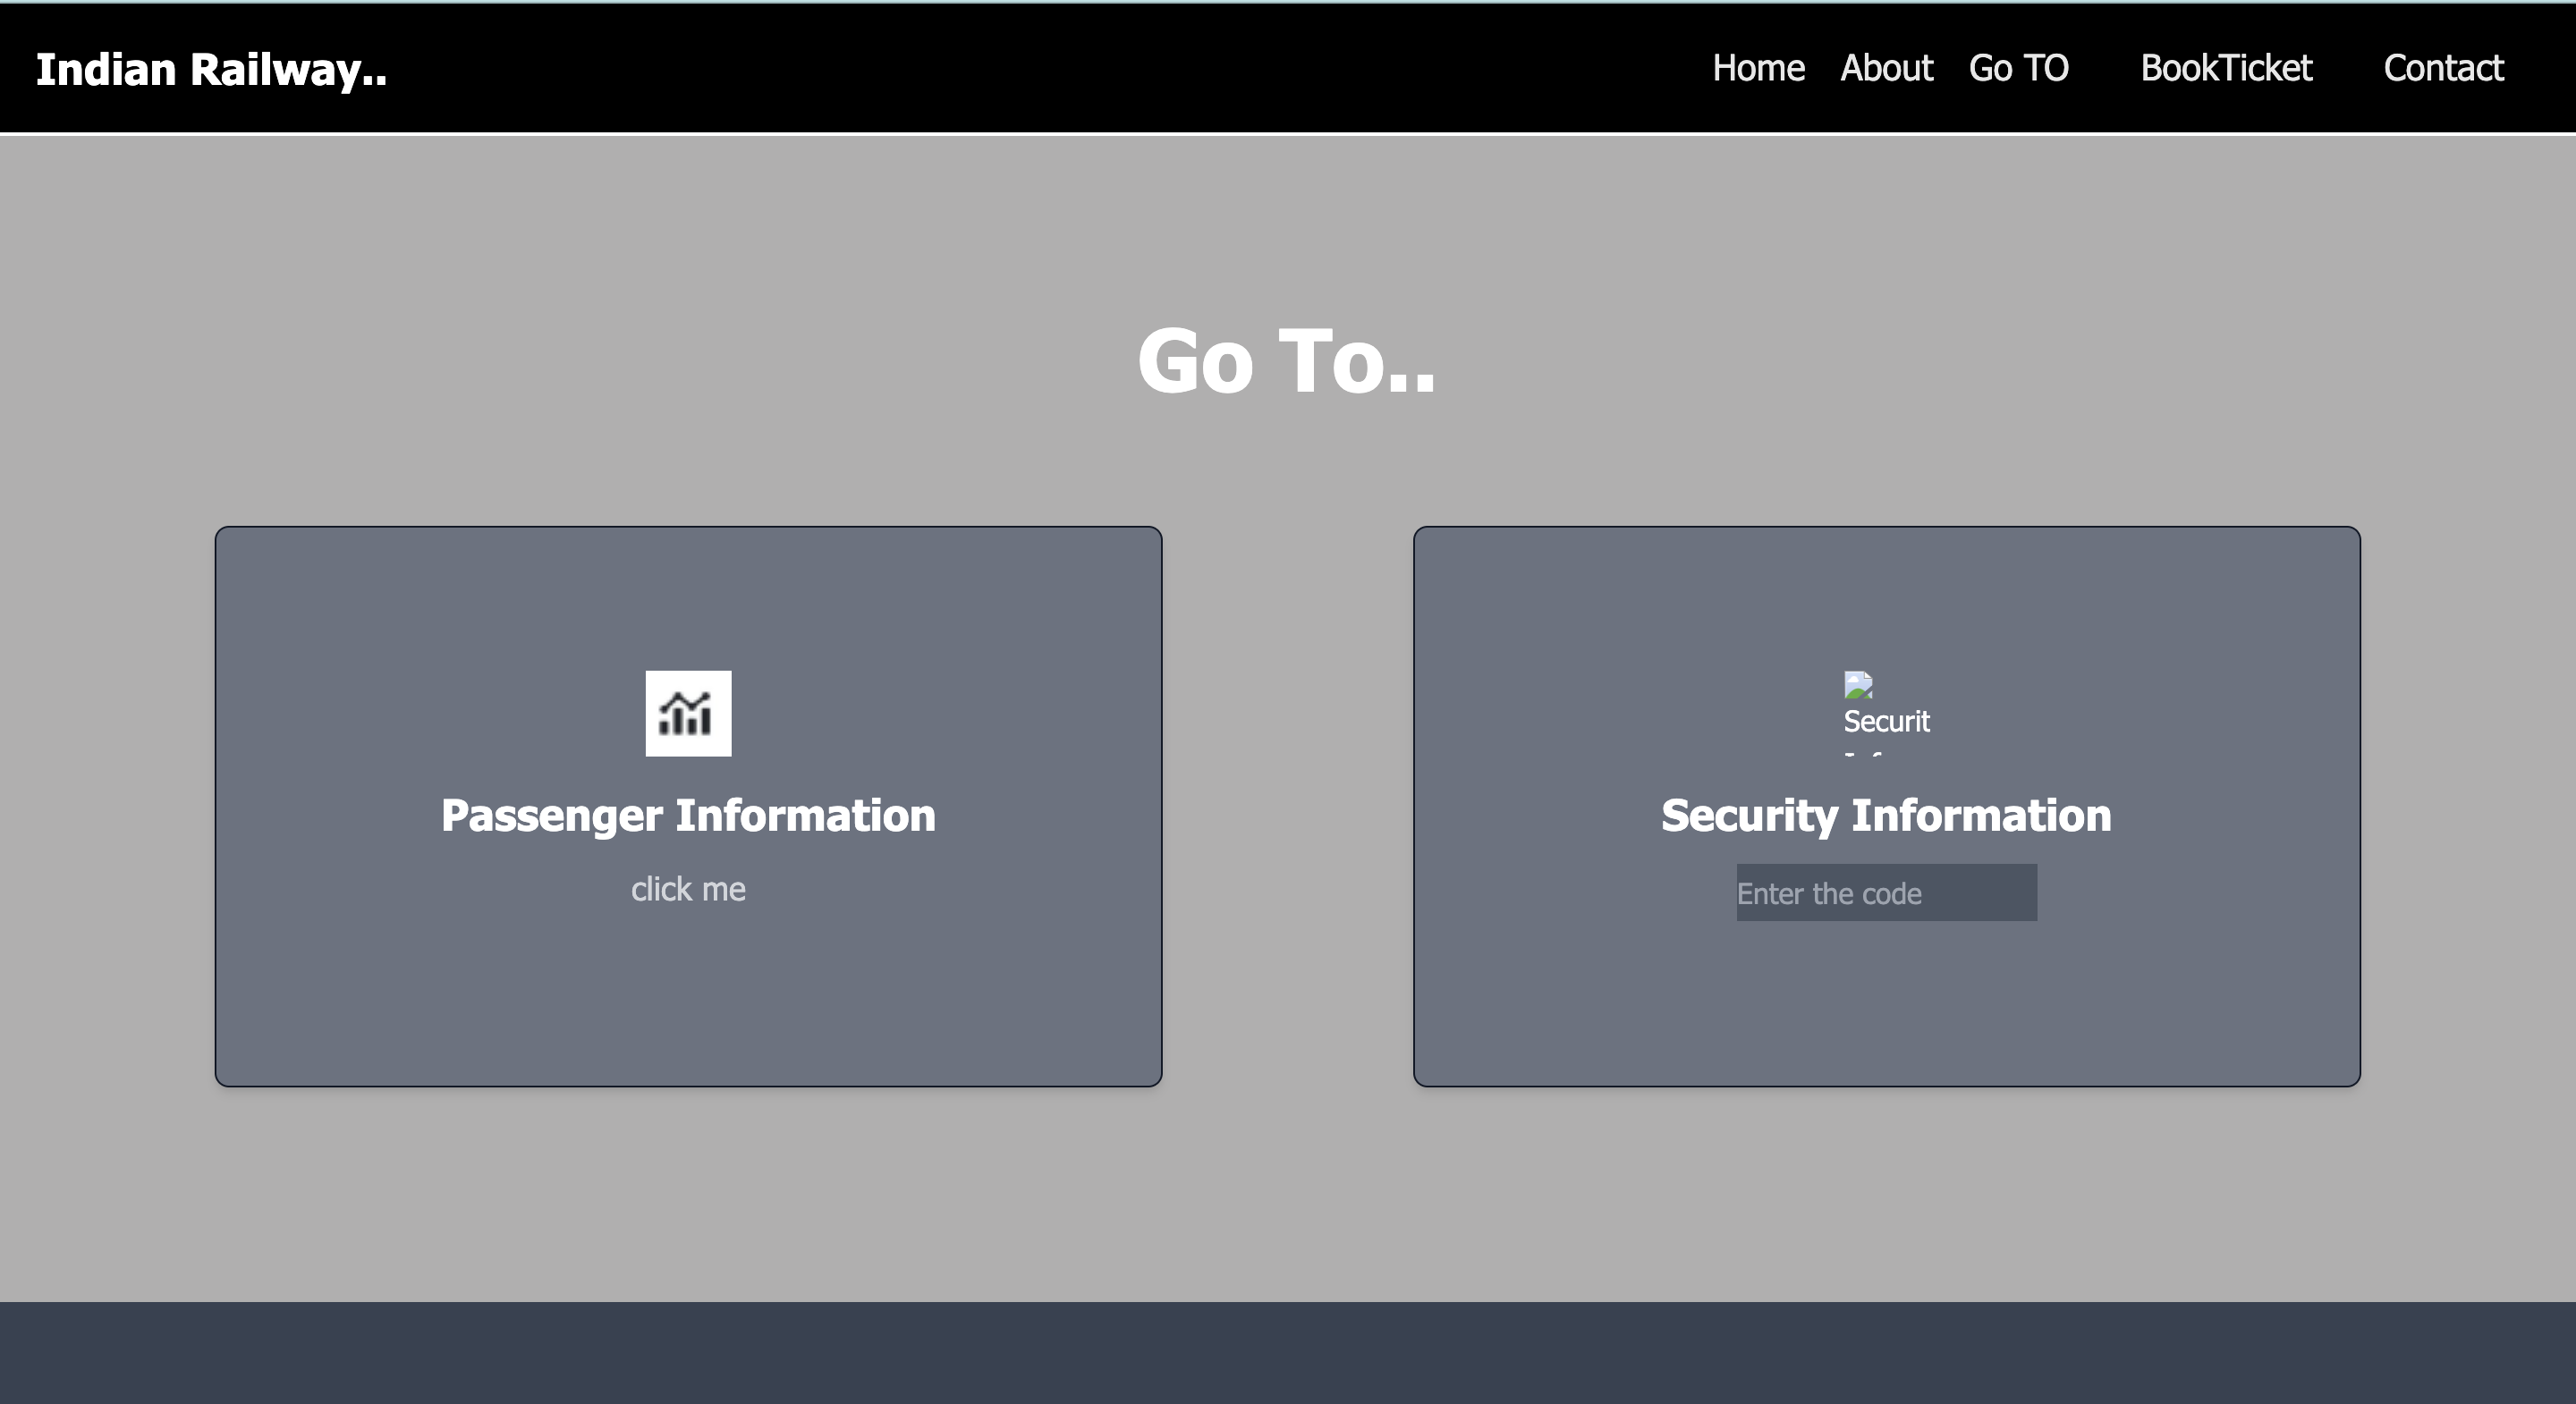 Indian Railway..
Home About Go TO BookTicket Contact
Go To..
Passenger Information
click me
Securit
Security Information
Enter the code